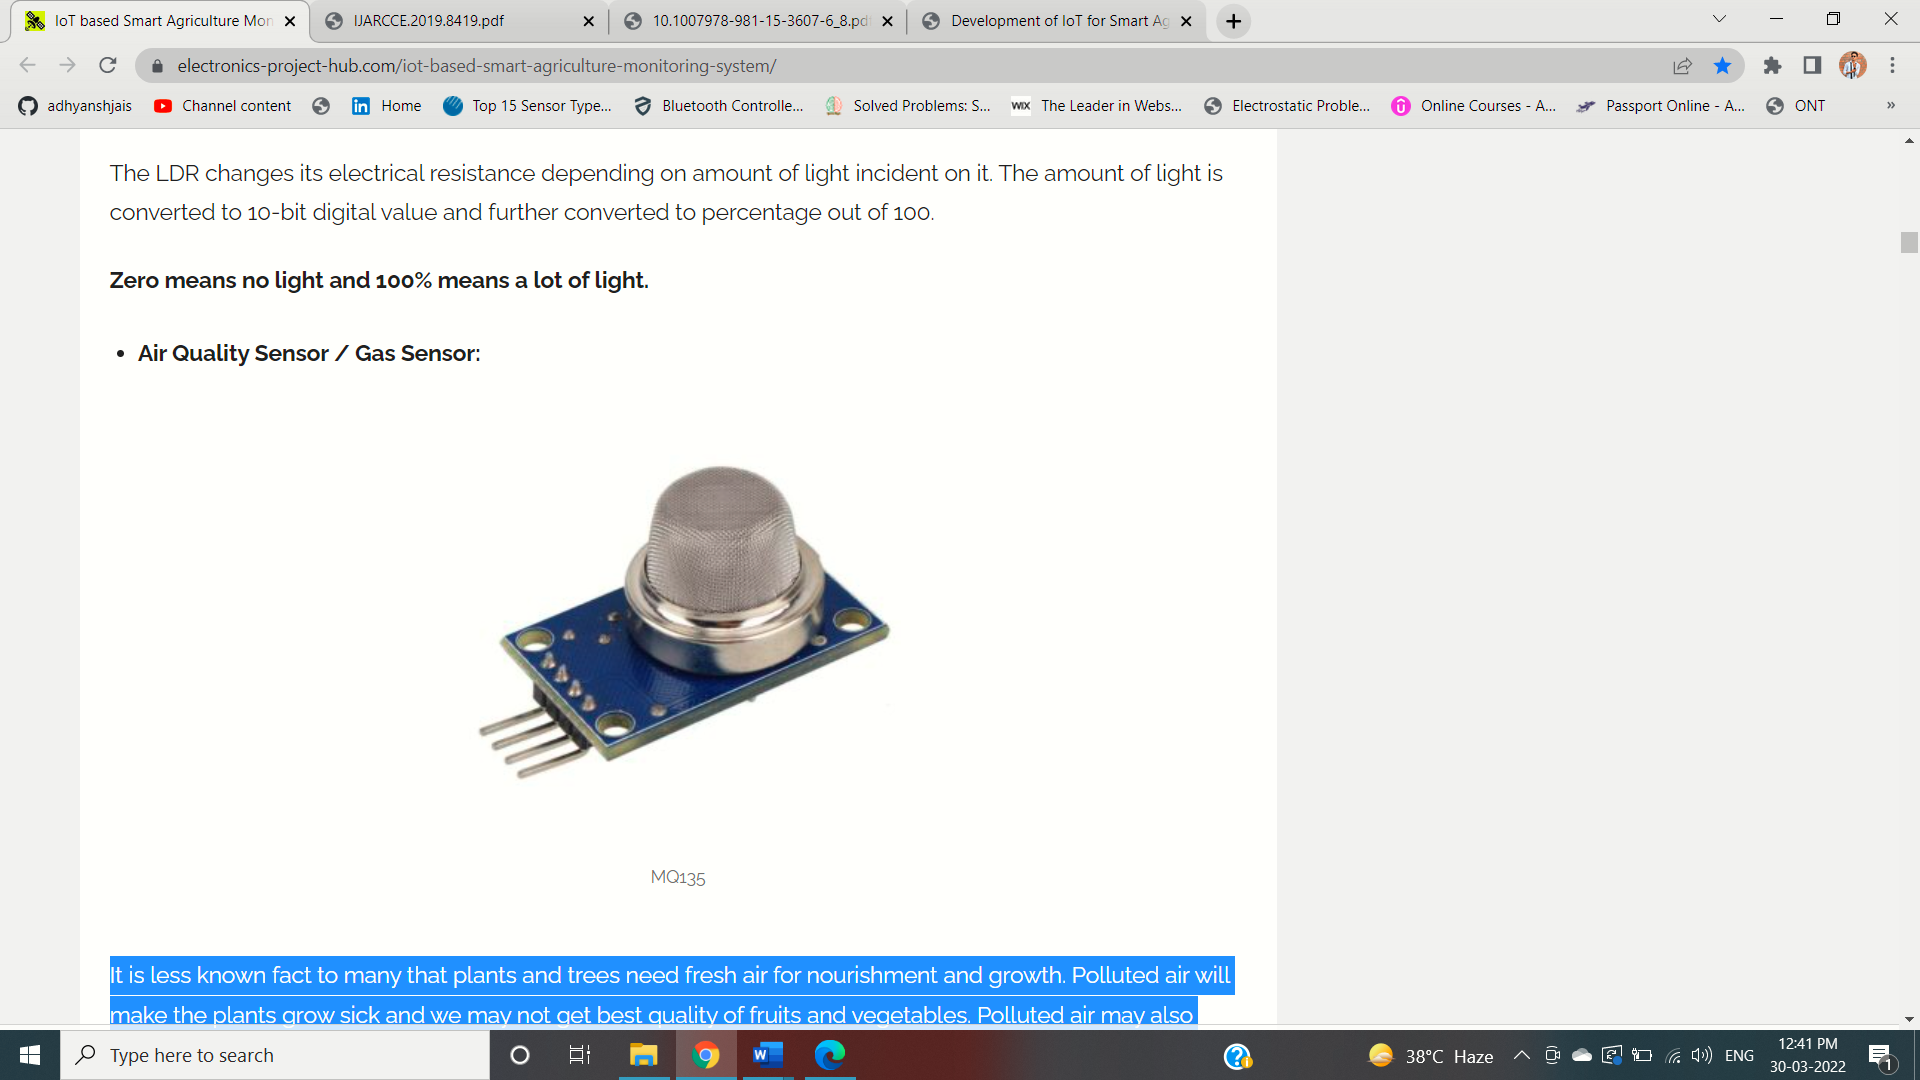 IoT based Smart Agriculture Mon
IJARCCE.2019.8419.pdf
10.1007978-981-15-3607-6_8.pdf
Development of IoT for Smart Ag
electronics-project-hub.com/iot-based-smart-agriculture-monitoring-system/
adhyanshjais
Channel content
Home
Top 15 Sensor Type...
Bluetooth Controlle...
Solved Problems: S...
WIX The Leader in Webs...
Electrostatic Proble...
Online Courses - A...
Passport Online - A...
ONT
»
The LDR changes its electrical resistance depending on amount of light incident on it. The amount of light is
converted to 10-bit digital value and further converted to percentage out of 100.
Zero means no light and 100% means a lot of light.
• Air Quality Sensor / Gas Sensor:
MQ135
It is less known fact to many that plants and trees need fresh air for nourishment and growth. Polluted air will
make the plants grow sick and we may not get best quality of fruits and vegetables. Polluted air may also
Type here to search
38°C Haze
ENG
12:41 PM
30-03-2022
1